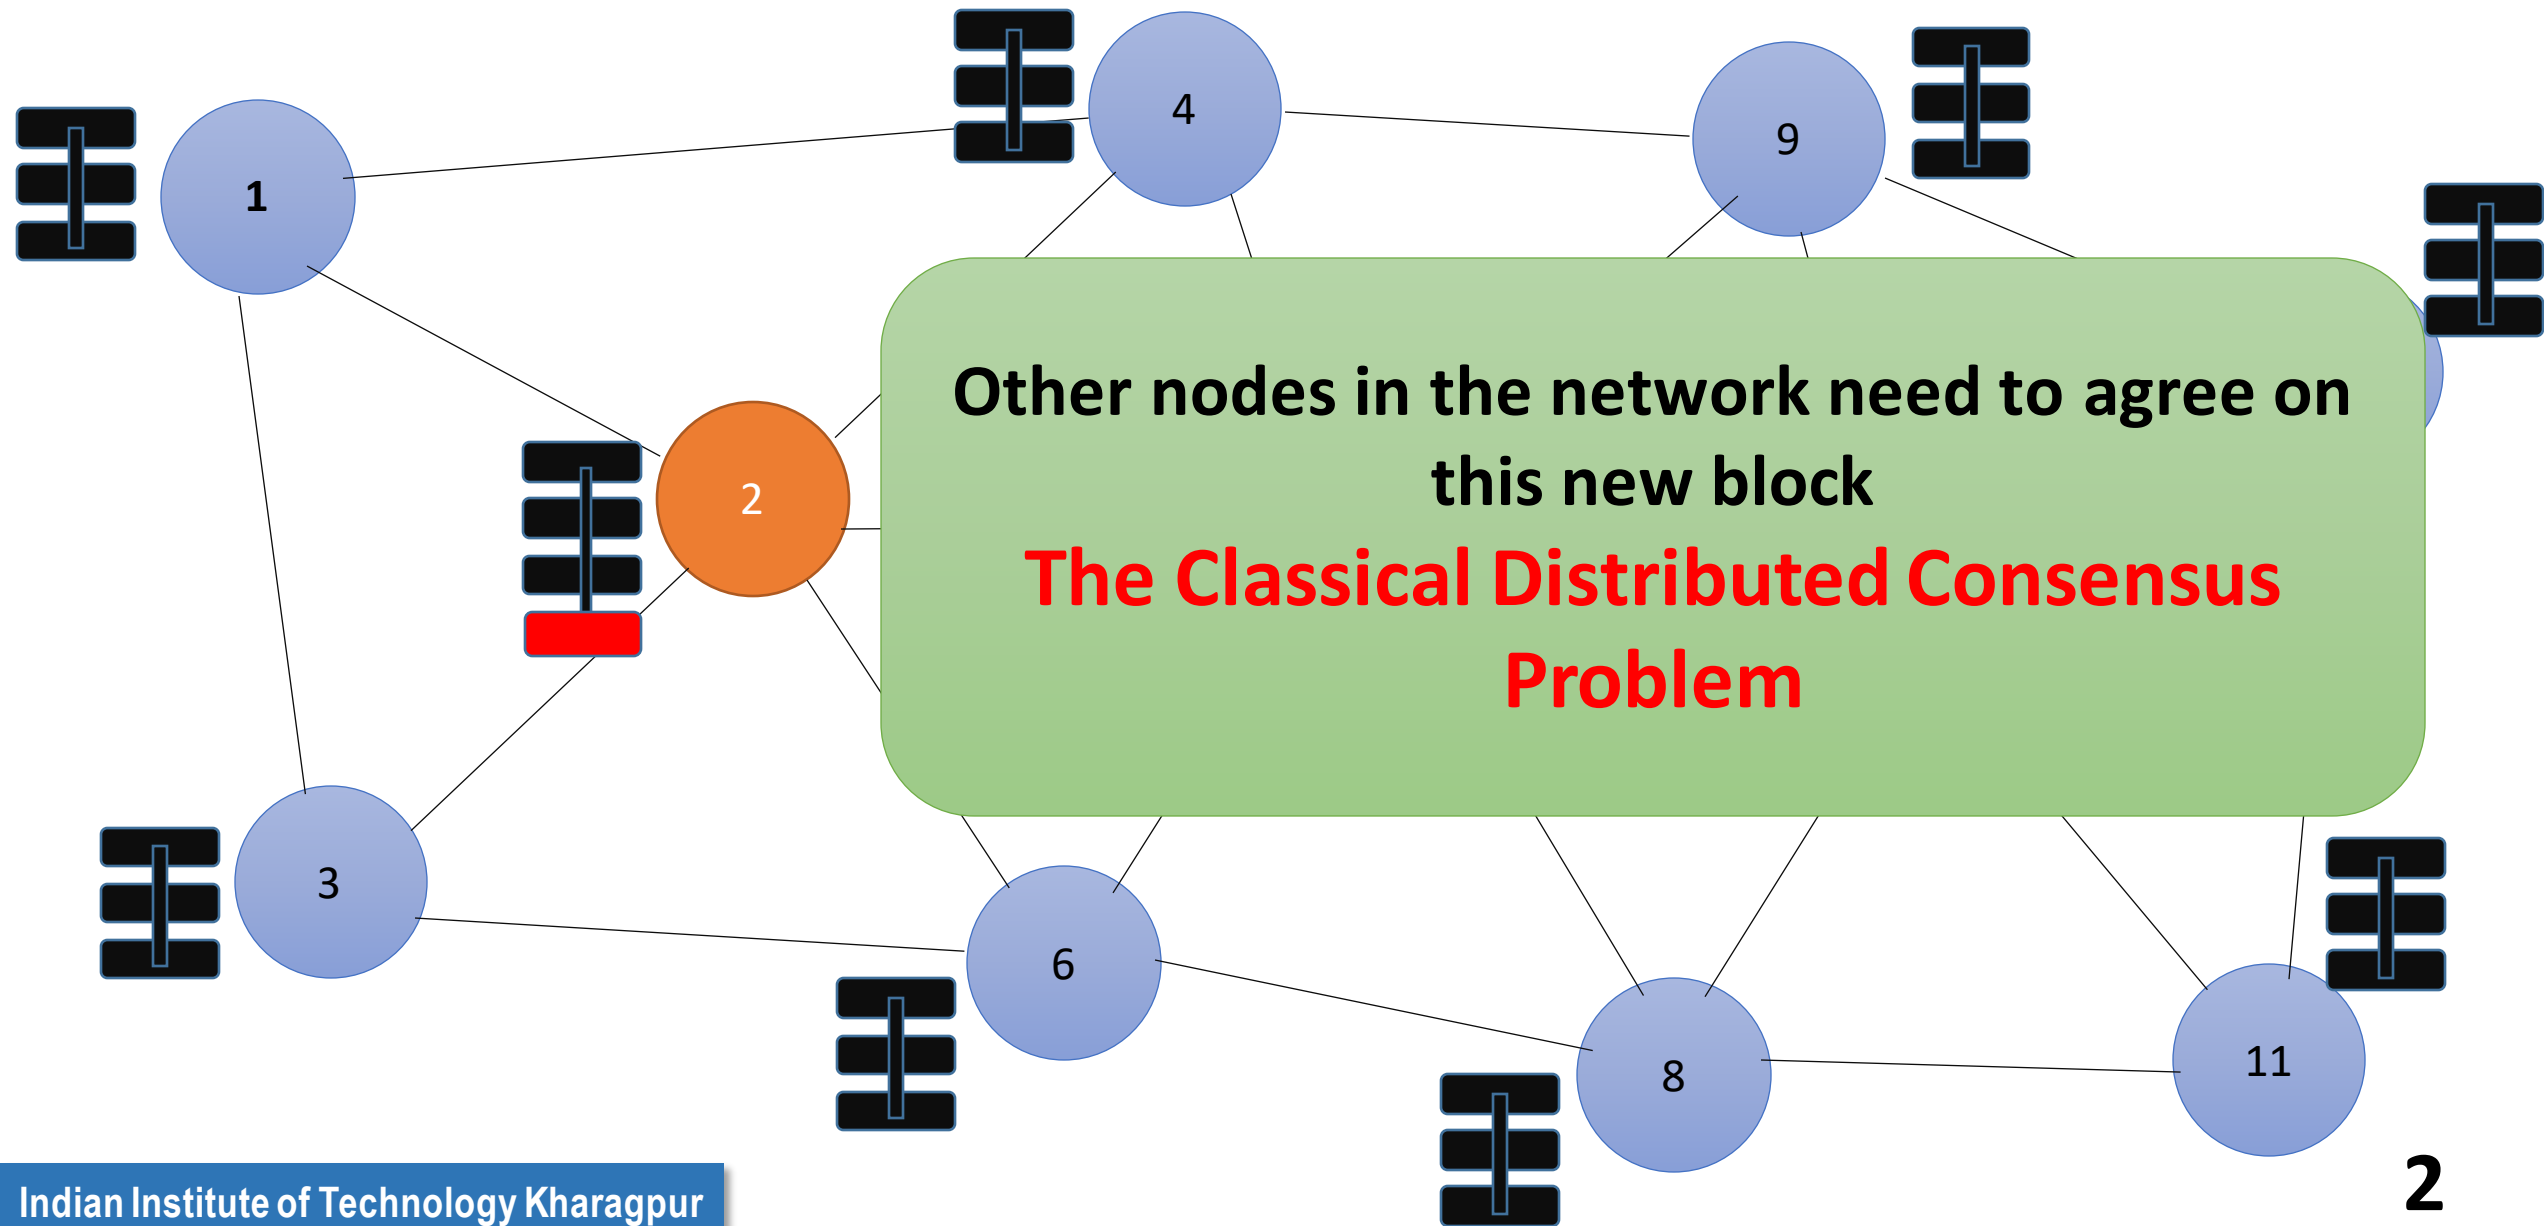 4
9
1
Other nodes in the network need to agree on
this new block
2
The Classical Distributed Consensus
Problem
3
6
8
11
2
Indian Institute of Technology Kharagpur